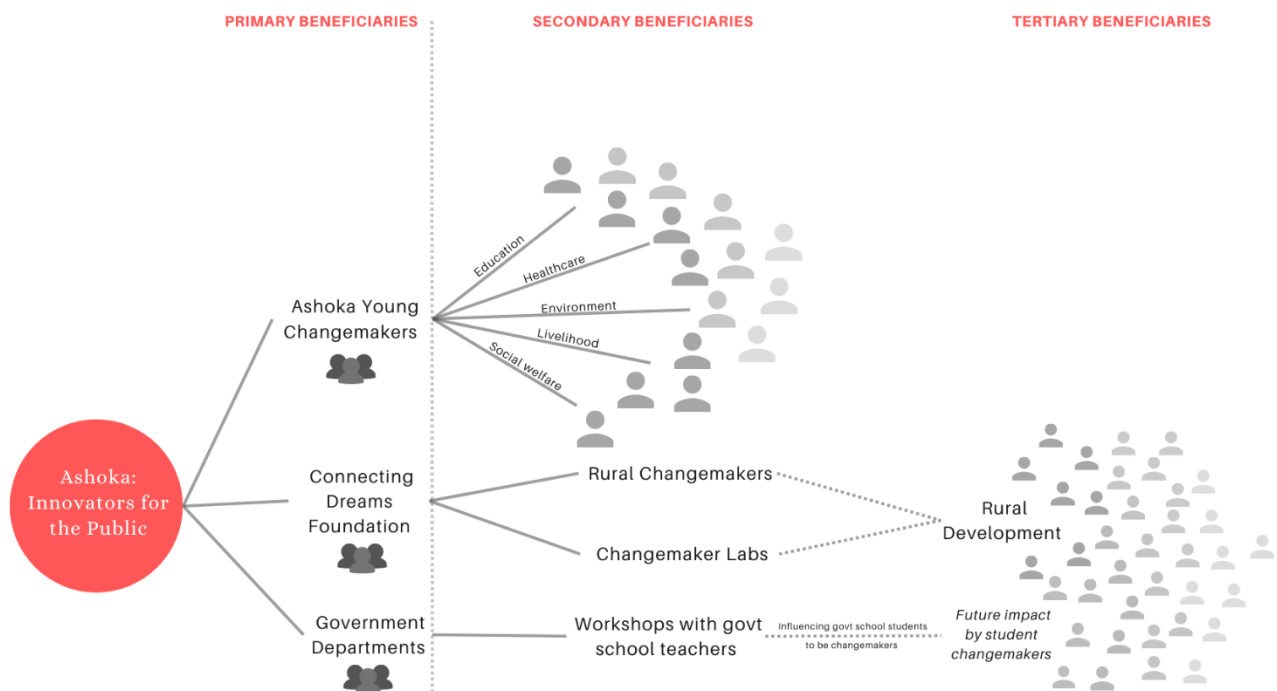 PRIMARY BENEFICIARIES
SECONDARY BENEFICIARIES
TERTIARY BENEFICIARIES
Education
Healthcare
Environment
Livelihood
Social welfare
Ashoka Young
Changemakers
Ashoka:
Innovators for
the Public
Connecting
Dreams
Foundation
Rural Changemakers
Changemaker Labs
Rural
Development
Government
Departments
Workshops with govt
school teachers
Influencing govt school students
to be changemakers
Future impact
by student
changemakers